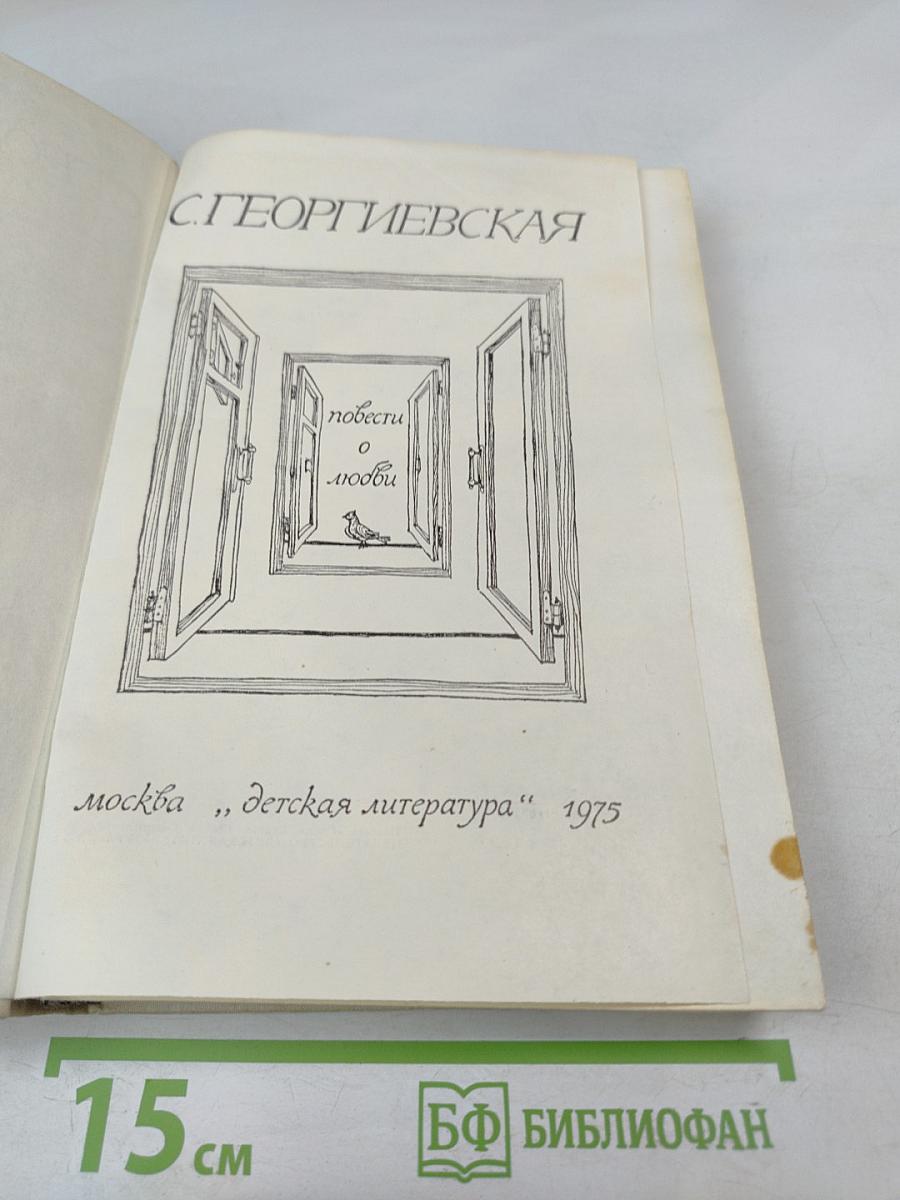 С. ГЕОРГИЕВСКАЯ
повести
о
любви
москва „детская литература“ 1975
15 см
БФ БИБЛИОФАН